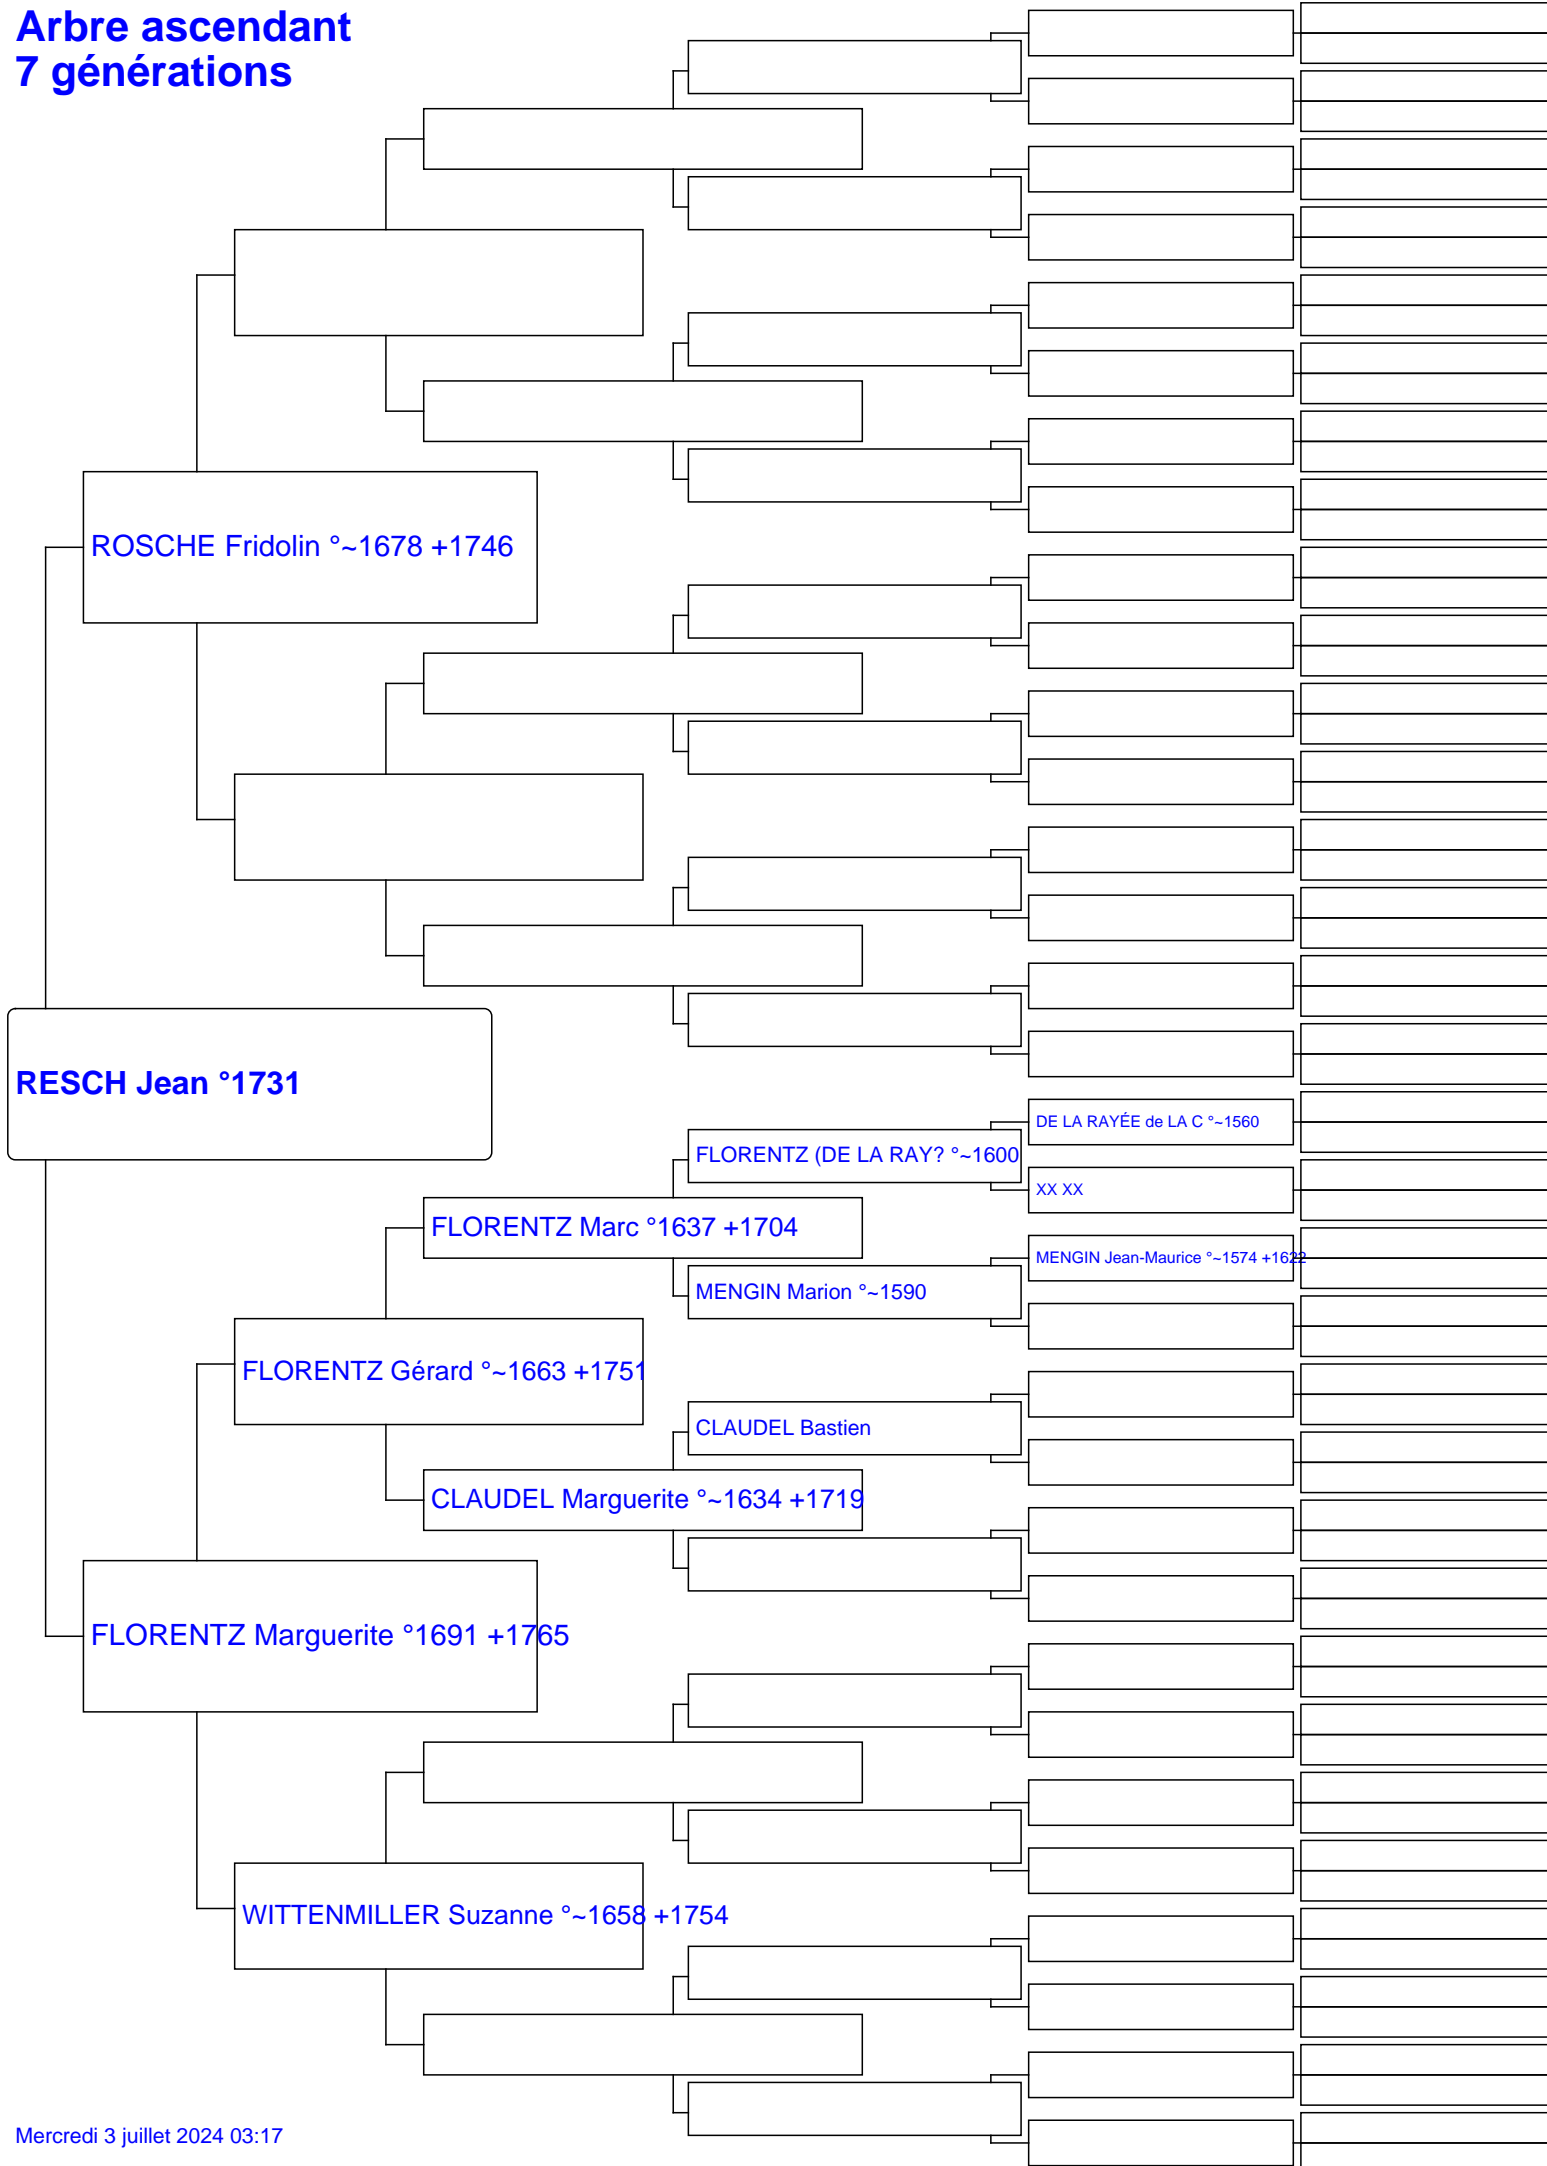 Arbre ascendant
7 générations
ROSCHE Fridolin °~1678 +1746
RESCH Jean °1731
DE LA RAYÉE de LA C °~1560
FLORENTZ (DE LA RAY? °~1600
XX XX
FLORENTZ Marc °1637 +1704
MENGIN Jean-Maurice °~1574 +1622
MENGIN Marion °~1590
FLORENTZ Gérard °~1663 +1751
CLAUDEL Bastien
CLAUDEL Marguerite °~1634 +1719
FLORENTZ Marguerite °1691 +1765
WITTENMILLER Suzanne °~1658 +1754
Mercredi 3 juillet 2024 03:17